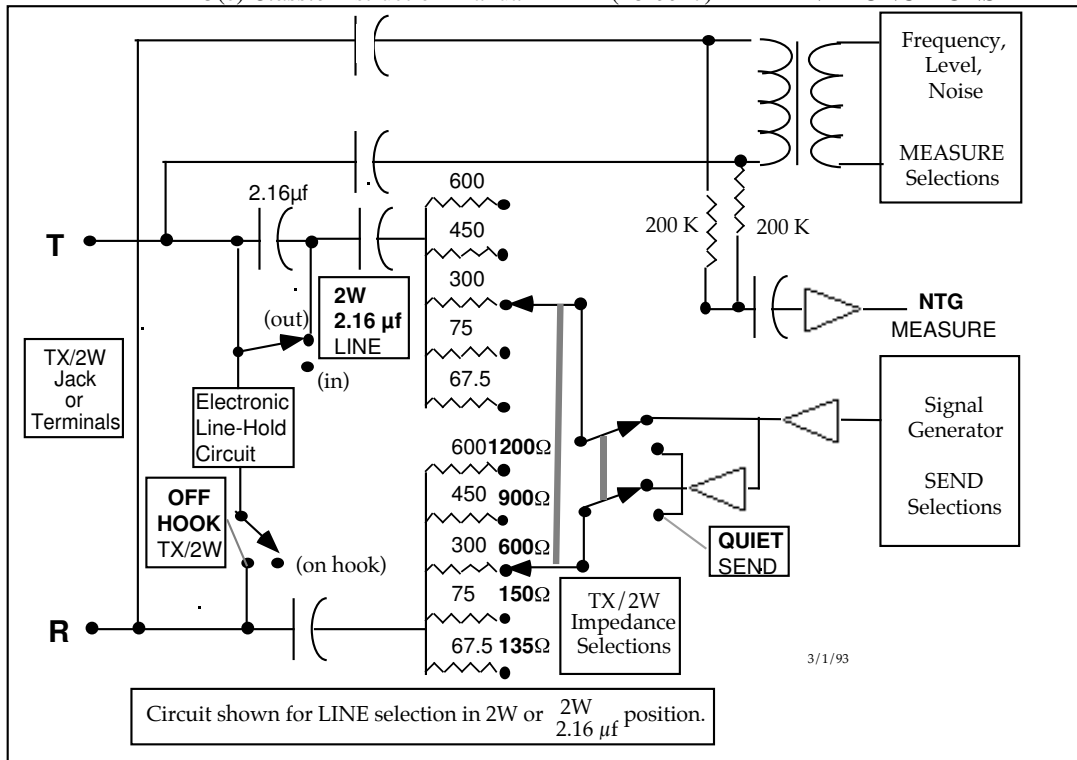 Frequency,
Level,
Noise
MEASURE
Selections
600
2.16µf
450
200 K
200 K
T
300
2W
2.16 µf
LINE
(out)
75
NTG
MEASURE
(in)
67.5
TX/2W
Jack
or
Terminals
Electronic
Line-Hold
Circuit
Signal
Generator
SEND
Selections
600 1200Ω
450 900Ω
OFF
HOOK
TX/2W
300 600Ω
QUIET
SEND
(on hook)
75 150Ω
TX/2W
Impedance
Selections
R
67.5 135Ω
3/1/93
Circuit shown for LINE selection in 2W or 2W
2.16 µf position.